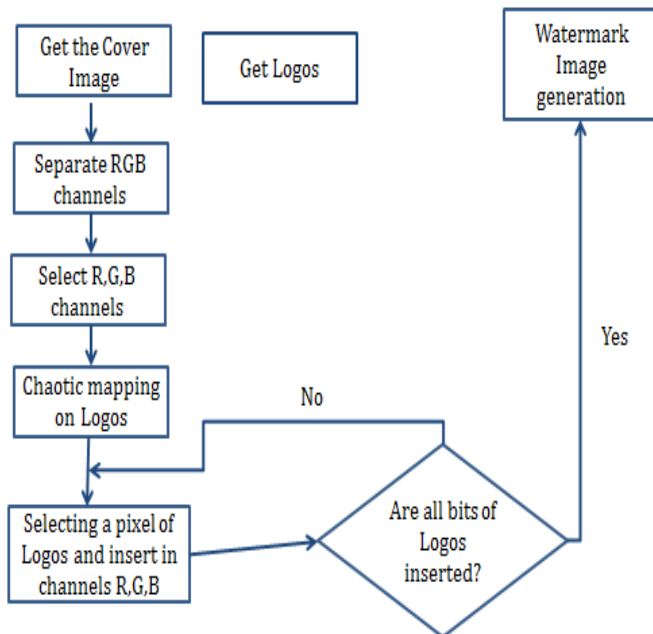 Get the Cover
Image
Get Logos
Watermark
Image
generation
Separate RGB
channels
Select R,G,B
channels
Yes
Chaotic mapping
on Logos
No
Selecting a pixel of
Logos and insert in
channels R,G,B
Are all bits of
Logos
inserted?